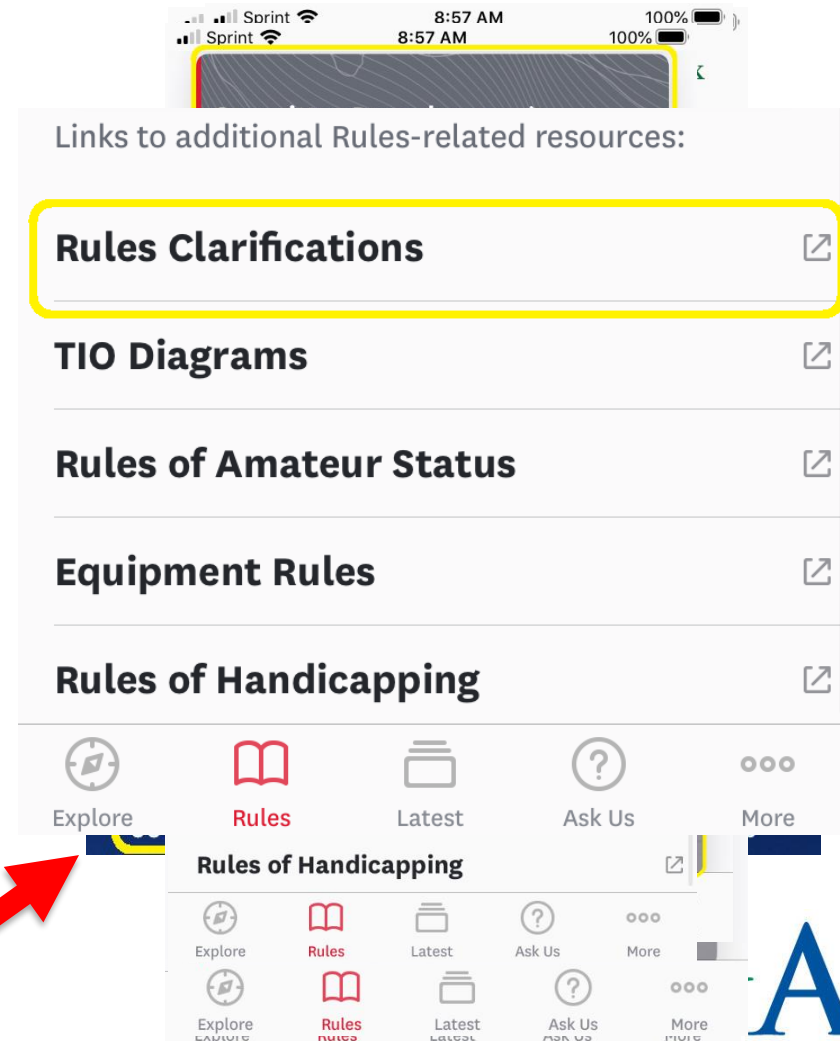 Sprint 8:57 AM 100%
Sprint 8:57 AM 100%
Links to additional Rules-related resources:
Rules Clarifications
TIO Diagrams
Rules of Amateur Status
Equipment Rules
Rules of Handicapping
Explore Rules Latest Ask Us More
Rules of Handicapping
Explore Rules Latest Ask Us More
Explore Rules Latest Ask Us More
A